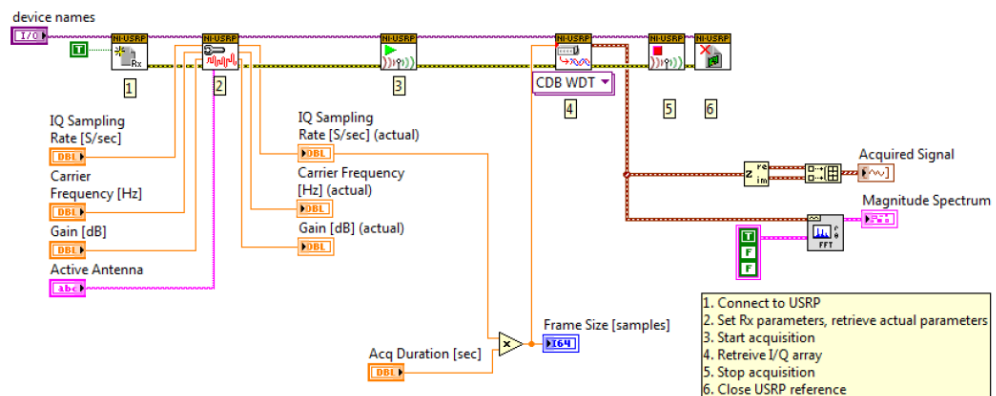 device names
I/O
T
NI-USRP
Rx
NI-USRP
NI-USRP
NI-USRP
NI-USRP
NI-USRP
CDB WDT
1
2
3
4
5
6
IQ Sampling
Rate [S/sec]
DBL
Carrier
Frequency [Hz]
DBL
Gain [dB]
DBL
Active Antenna
abc
IQ Sampling
Rate [S/sec] (actual)
DBL
Carrier Frequency
[Hz] (actual)
DBL
Gain [dB] (actual)
DBL
z
re
im
Acquired Signal
Magnitude Spectrum
FFT
T
F
F
Acq Duration [sec]
DBL
x
Frame Size [samples]
I64
1. Connect to USRP
2. Set Rx parameters, retrieve actual parameters
3. Start acquisition
4. Retreive I/Q array
5. Stop acquisition
6. Close USRP reference